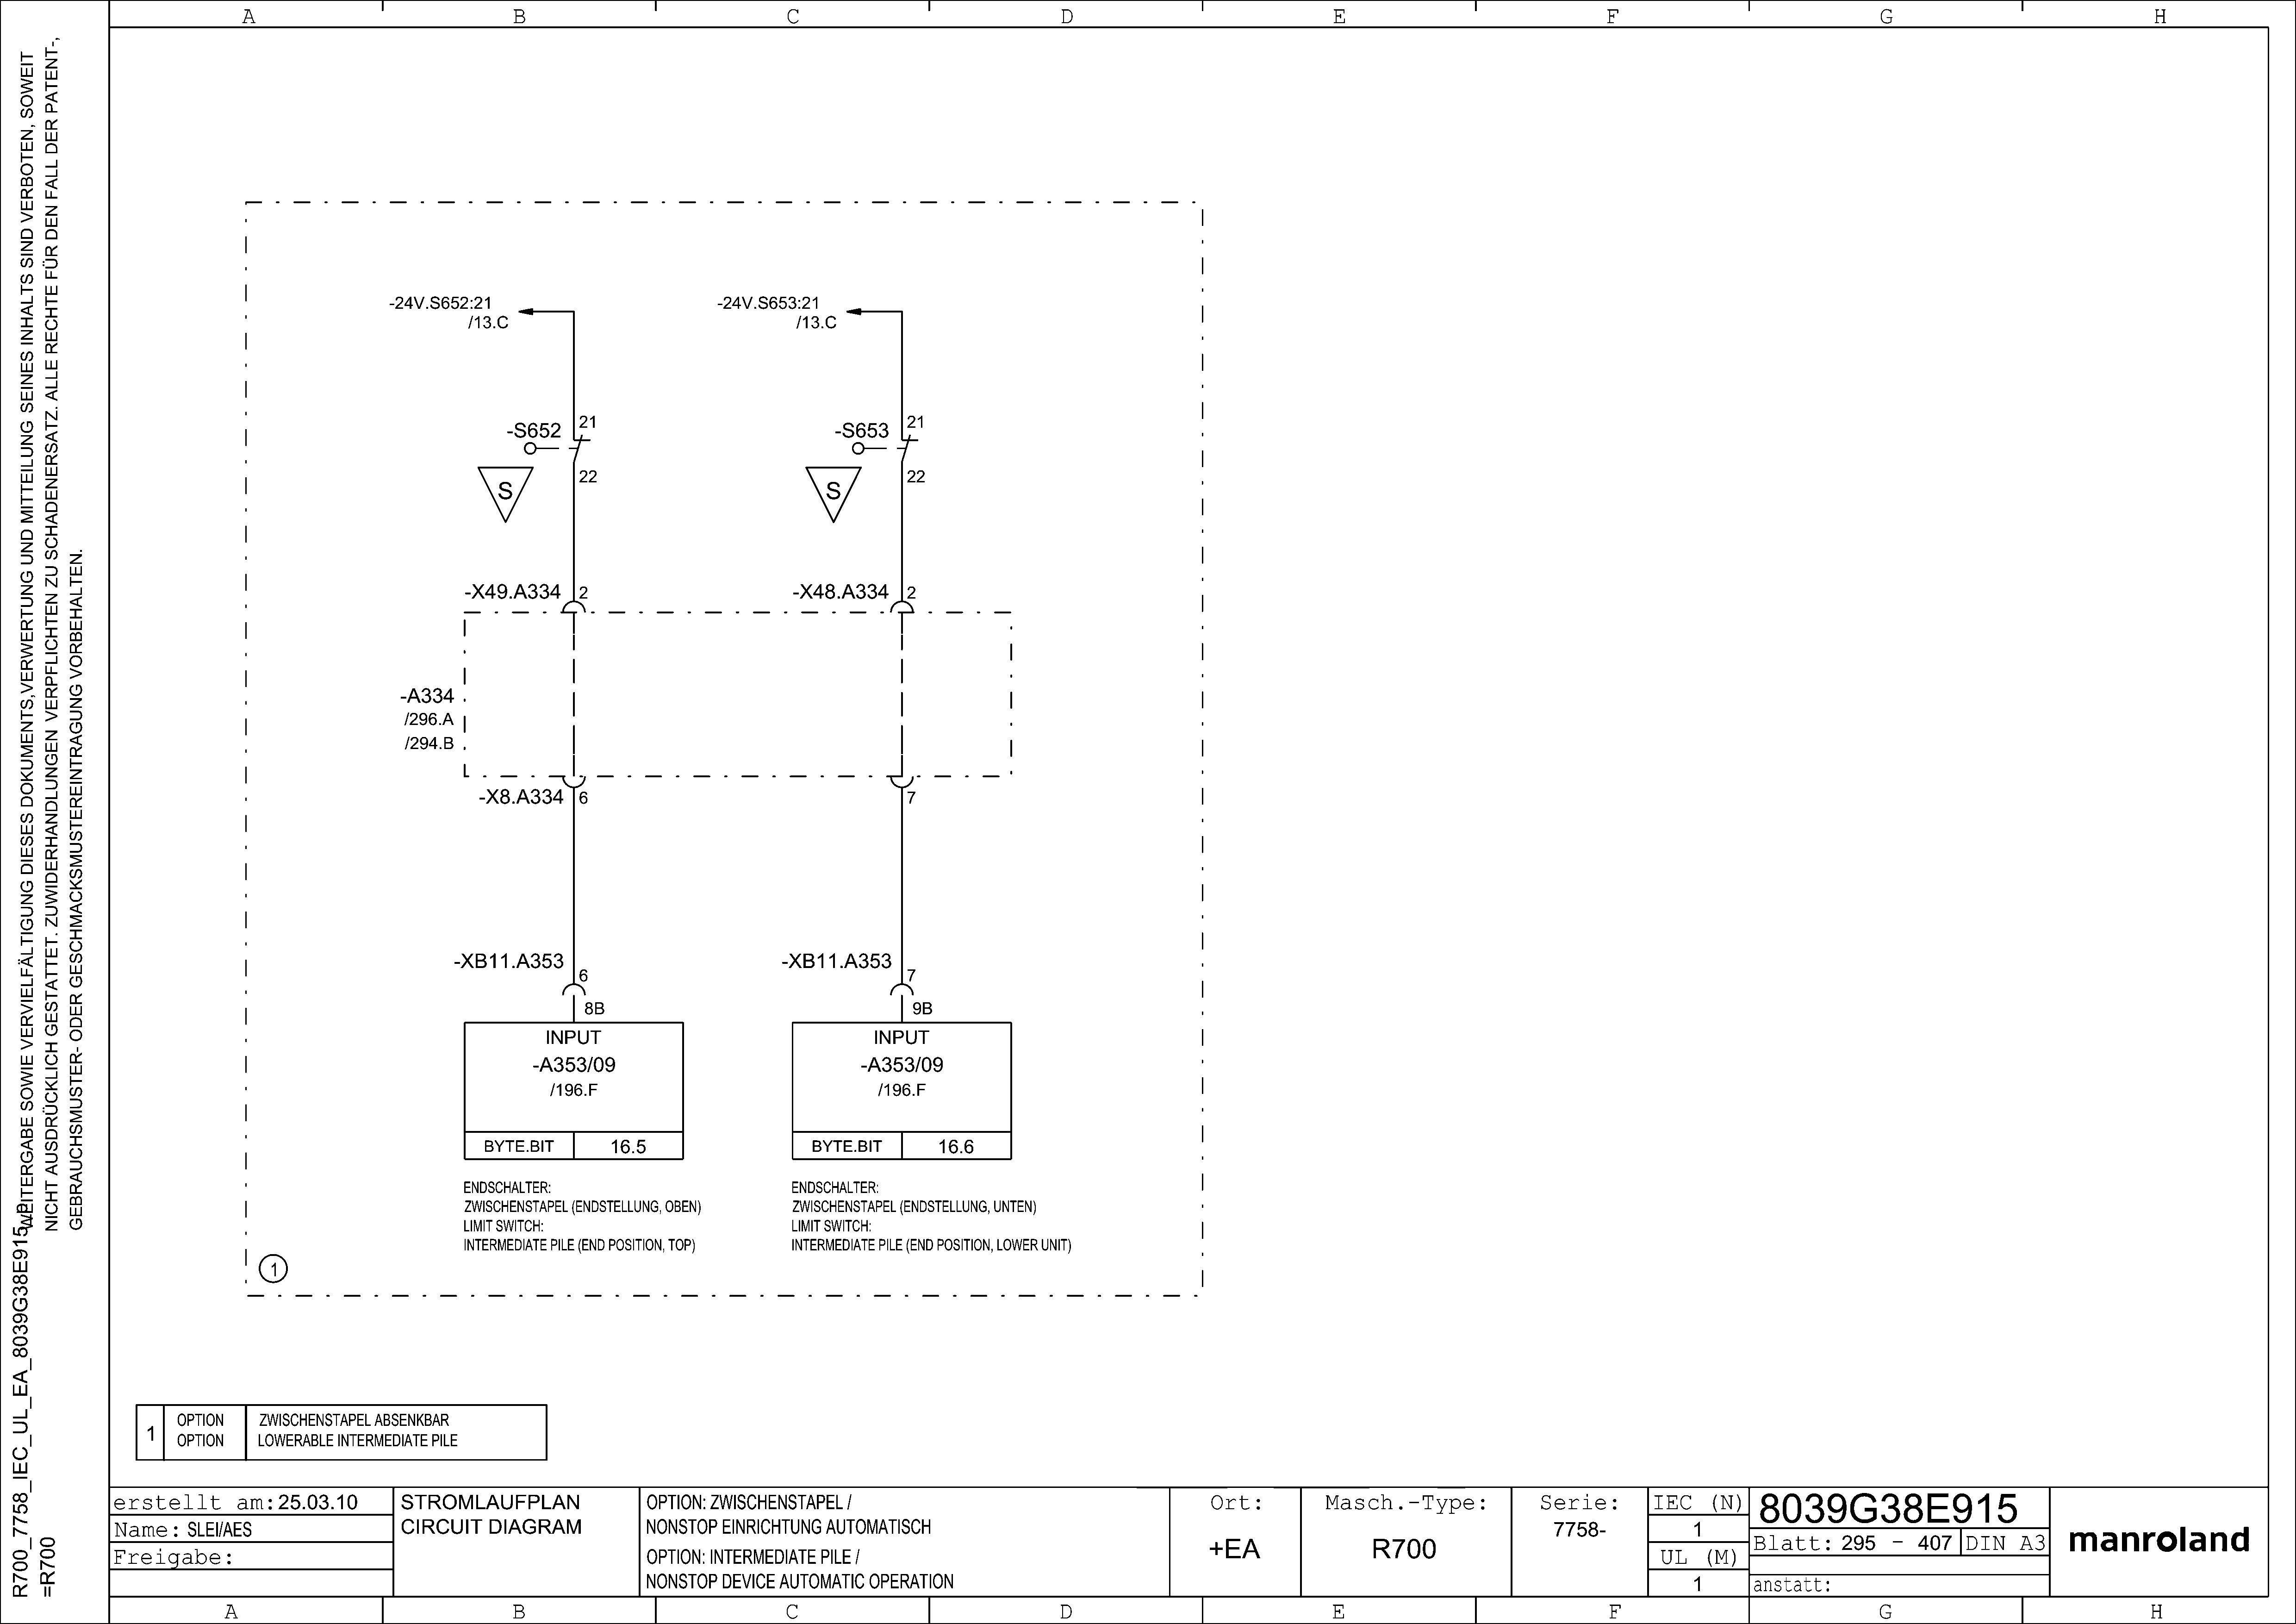 A B C D E F G H
WEITERGABE SOWIE VERVIELFÄLTIGUNG DIESES DOKUMENTS,VERWERTUNG UND MITTEILUNG SEINES INHALTS SIND VERBOTEN, SOWEIT
NICHT AUSDRÜCKLICH GESTATTET. ZUWIDERHANDLUNGEN VERPFLICHTEN ZU SCHADENERSATZ. ALLE RECHTE FÜR DEN FALL DER PATENT-,
GEBRAUCHSMUSTER- ODER GESCHMACKSMUSTEREINTRAGUNG VORBEHALTEN.
-24V.S652:21
/13.C
-24V.S653:21
/13.C
-S652 21
22
S
-S653 21
22
S
-X49.A334 2
-X48.A334 2
-A334
/296.A
/294.B
-X8.A334 6
7
-XB11.A353
6
8B
-XB11.A353
7
9B
INPUT
-A353/09
/196.F
BYTE.BIT 16.5
INPUT
-A353/09
/196.F
BYTE.BIT 16.6
ENDSCHALTER:
ZWISCHENSTAPEL (ENDSTELLUNG, OBEN)
LIMIT SWITCH:
INTERMEDIATE PILE (END POSITION, TOP)
ENDSCHALTER:
ZWISCHENSTAPEL (ENDSTELLUNG, UNTEN)
LIMIT SWITCH:
INTERMEDIATE PILE (END POSITION, LOWER UNIT)
1
1
OPTION ZWISCHENSTAPEL ABSENKBAR
OPTION LOWERABLE INTERMEDIATE PILE
=R700
erstellt am: 25.03.10
Name: SLEI/AES
Freigabe:
STROMLAUFPLAN
CIRCUIT DIAGRAM
OPTION: ZWISCHENSTAPEL /
NONSTOP EINRICHTUNG AUTOMATISCH
OPTION: INTERMEDIATE PILE /
NONSTOP DEVICE AUTOMATIC OPERATION
Ort:
+EA
Masch.-Type:
R700
Serie:
7758-
IEC (N)
1
UL (M)
1
8039G38E915
Blatt: 295 - 407 DIN A3
anstatt:
manroland
A B C D E F G H